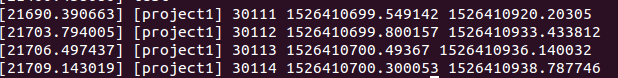 [21690.390663] [project1] 30111 1526410699.549142 1526410920.20305
[21703.794005] [project1] 30112 1526410699.800157 1526410933.433812
[21706.497437] [project1] 30113 1526410700.49367 1526410936.140032
[21709.143019] [project1] 30114 1526410700.300053 1526410938.787746